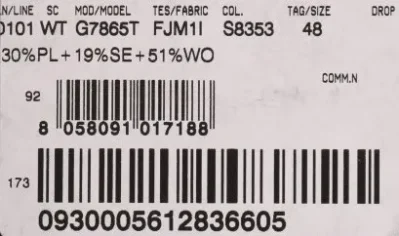 N/LINE SC MOD/MODEL TES/FABRIC COL. TAG/SIZE DROP
0101 WT G7865T FJM1I S8353 48
30%PL+19%SE+51%WO
COMM.N
92
8 058091 017188
173
0930005612836605